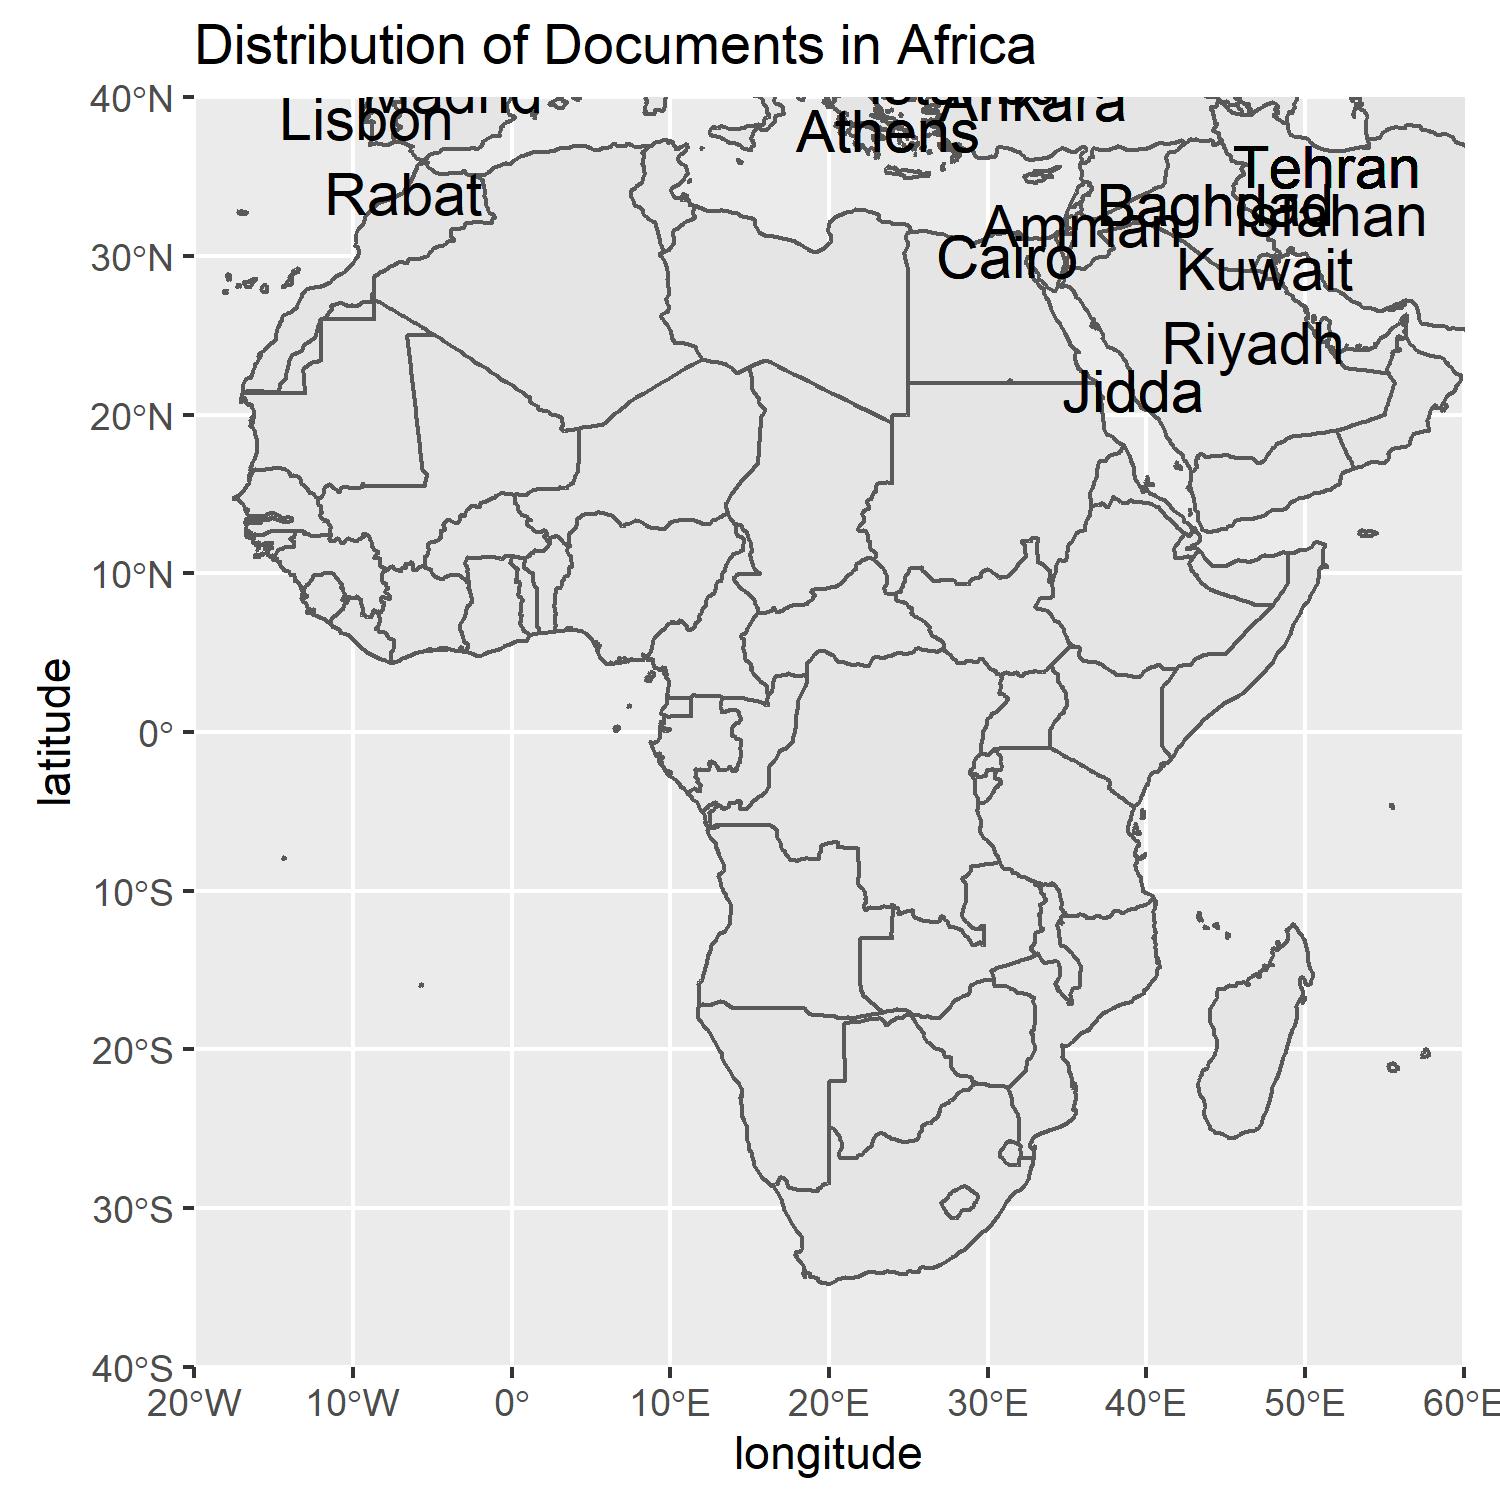 Distribution of Documents in Africa
40°N
30°N
20°N
10°N
0°
10°S
20°S
30°S
40°S
latitude
Madrid
Lisbon
Ankara
Athens
Rabat
Tehran
Baghdad
Isfahan
Amman
Cairo
Kuwait
Riyadh
Jidda
20°W
10°W
0°
10°E
20°E
30°E
40°E
50°E
60°E
longitude